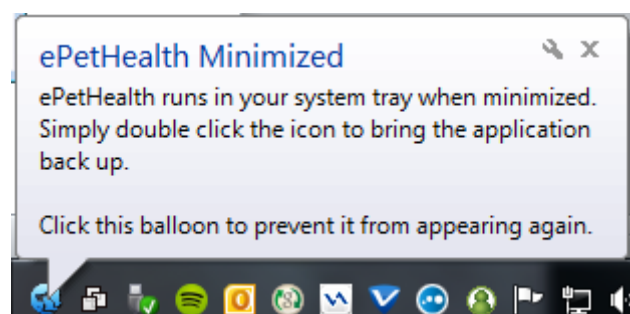 ePetHealth Minimized
ePetHealth runs in your system tray when minimized.
Simply double click the icon to bring the application
back up.
Click this balloon to prevent it from appearing again.